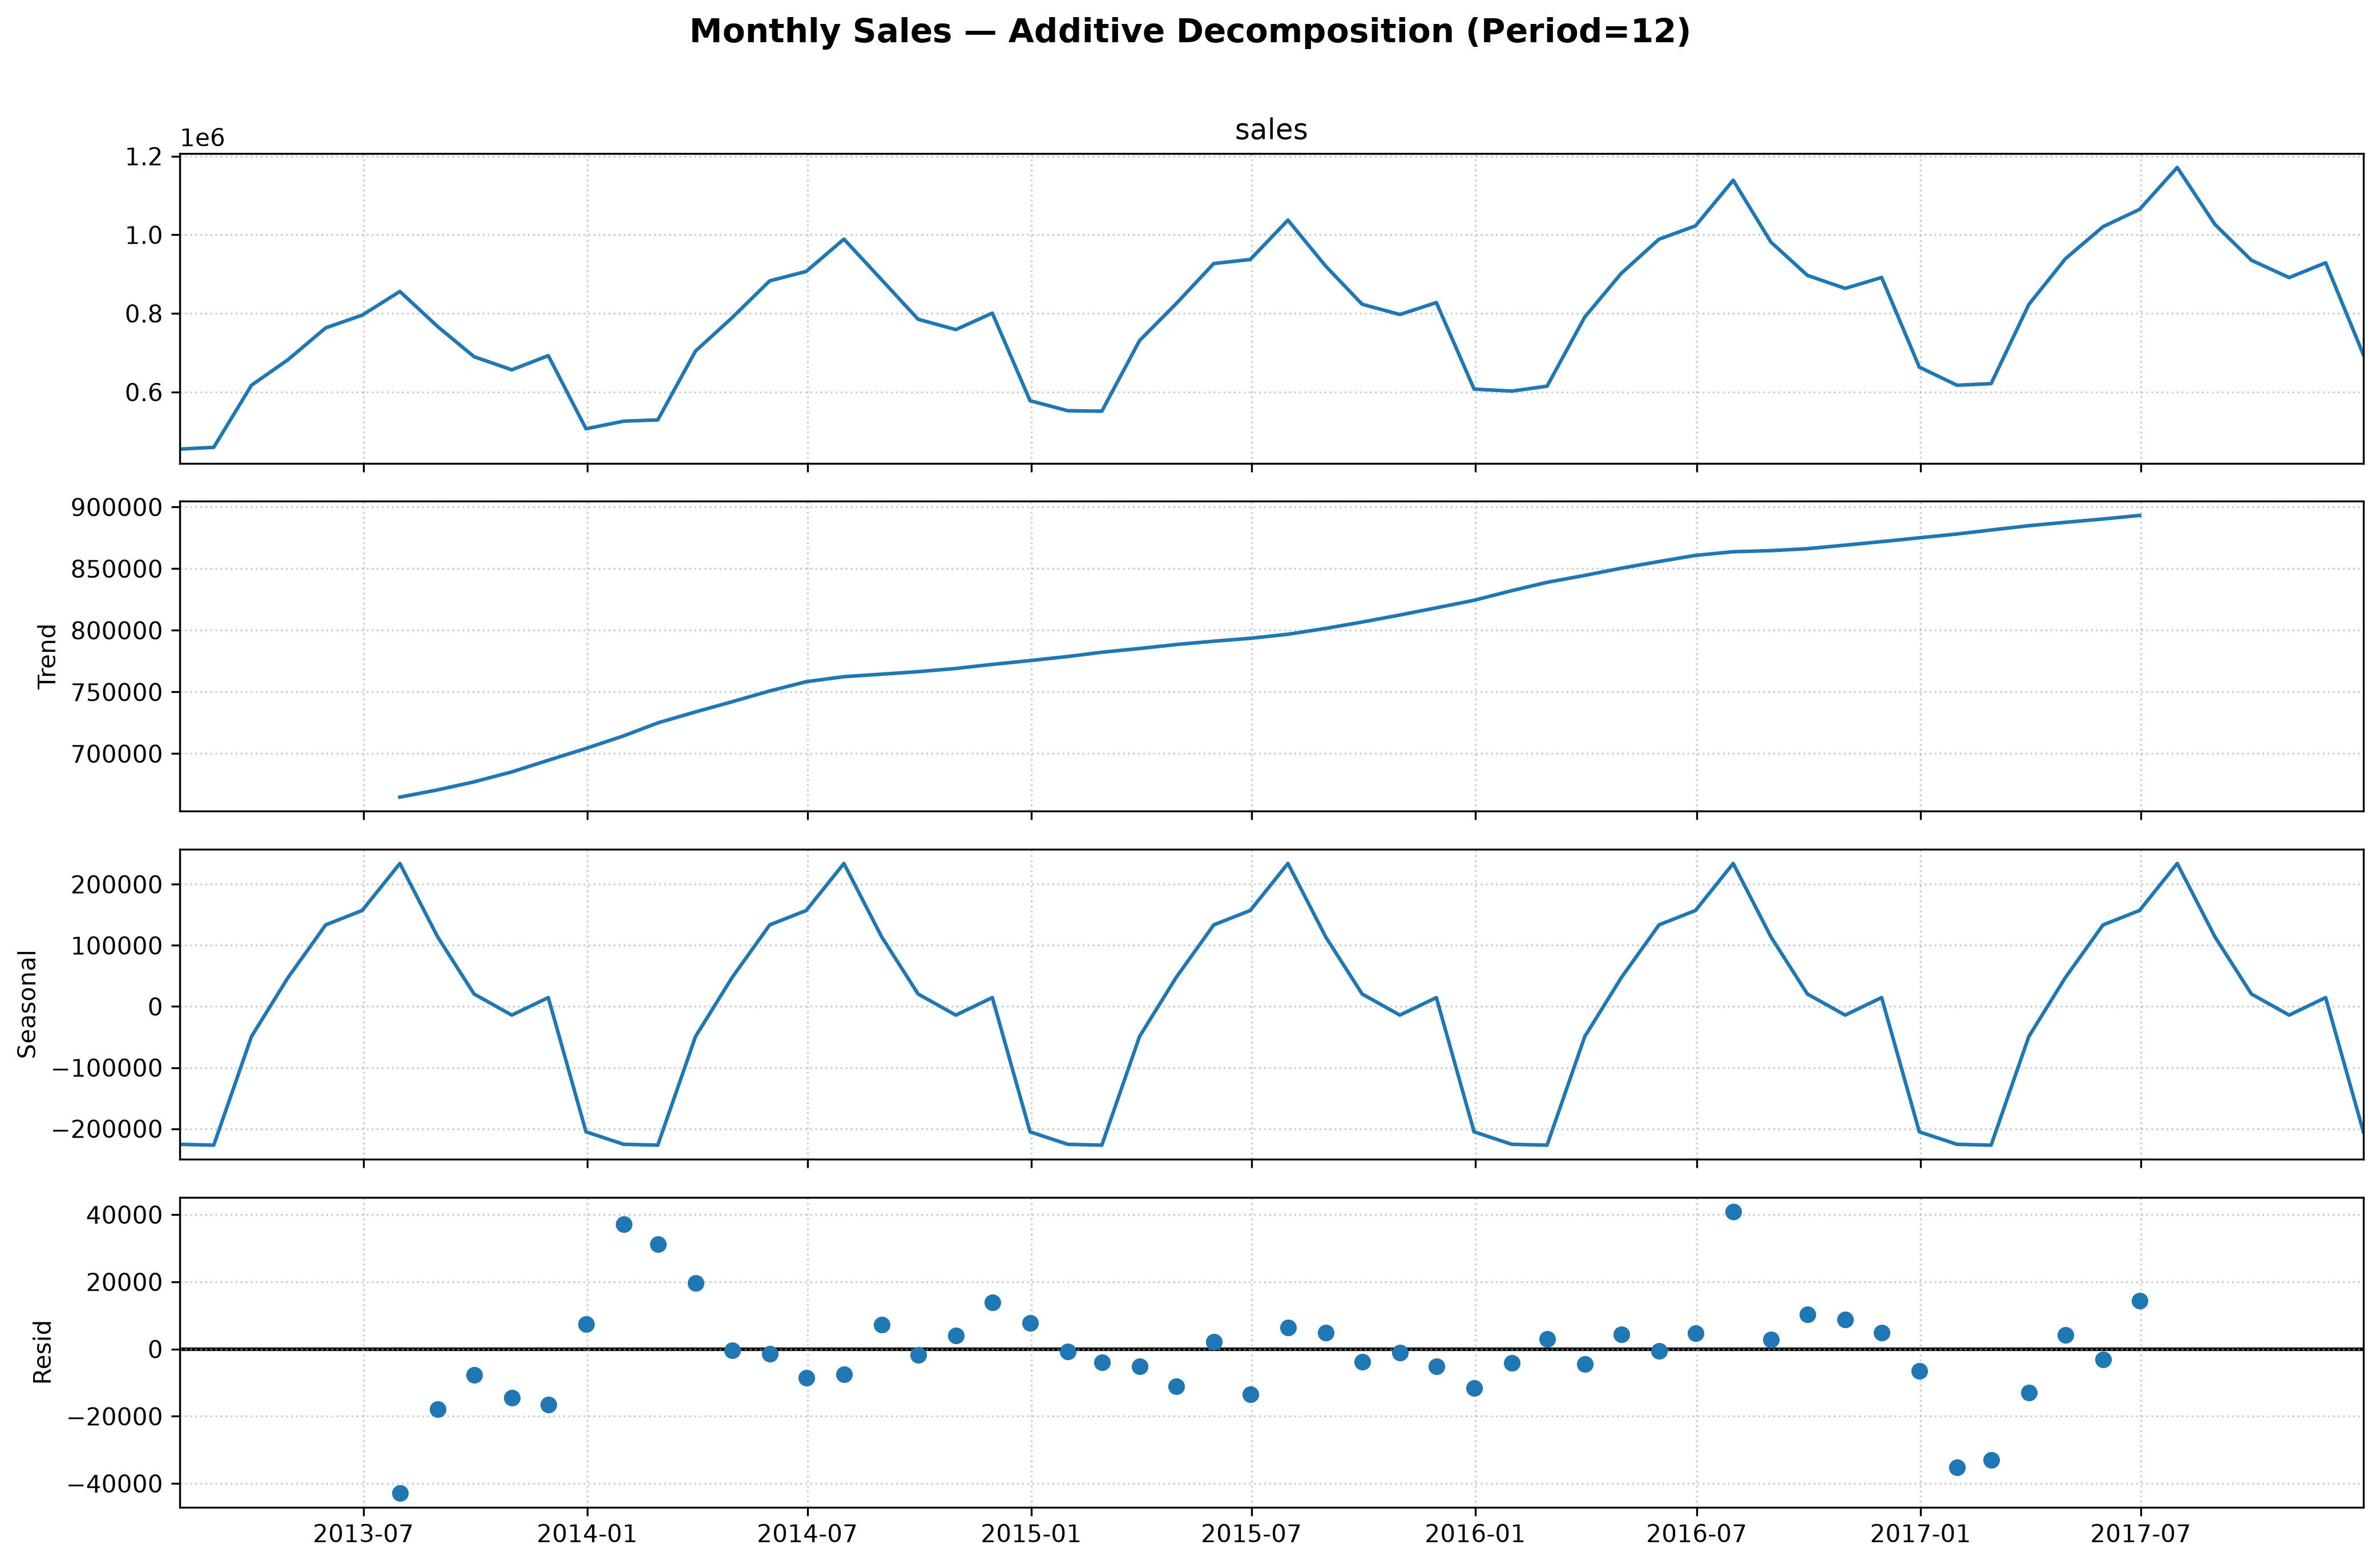 Monthly Sales — Additive Decomposition (Period=12)
sales
1e6
1.2
1.0
0.8
0.6
Trend
900000
850000
800000
750000
700000
Seasonal
200000
100000
0
−100000
−200000
Resid
40000
20000
0
−20000
−40000
2013-07 2014-01 2014-07 2015-01 2015-07 2016-01 2016-07 2017-01 2017-07